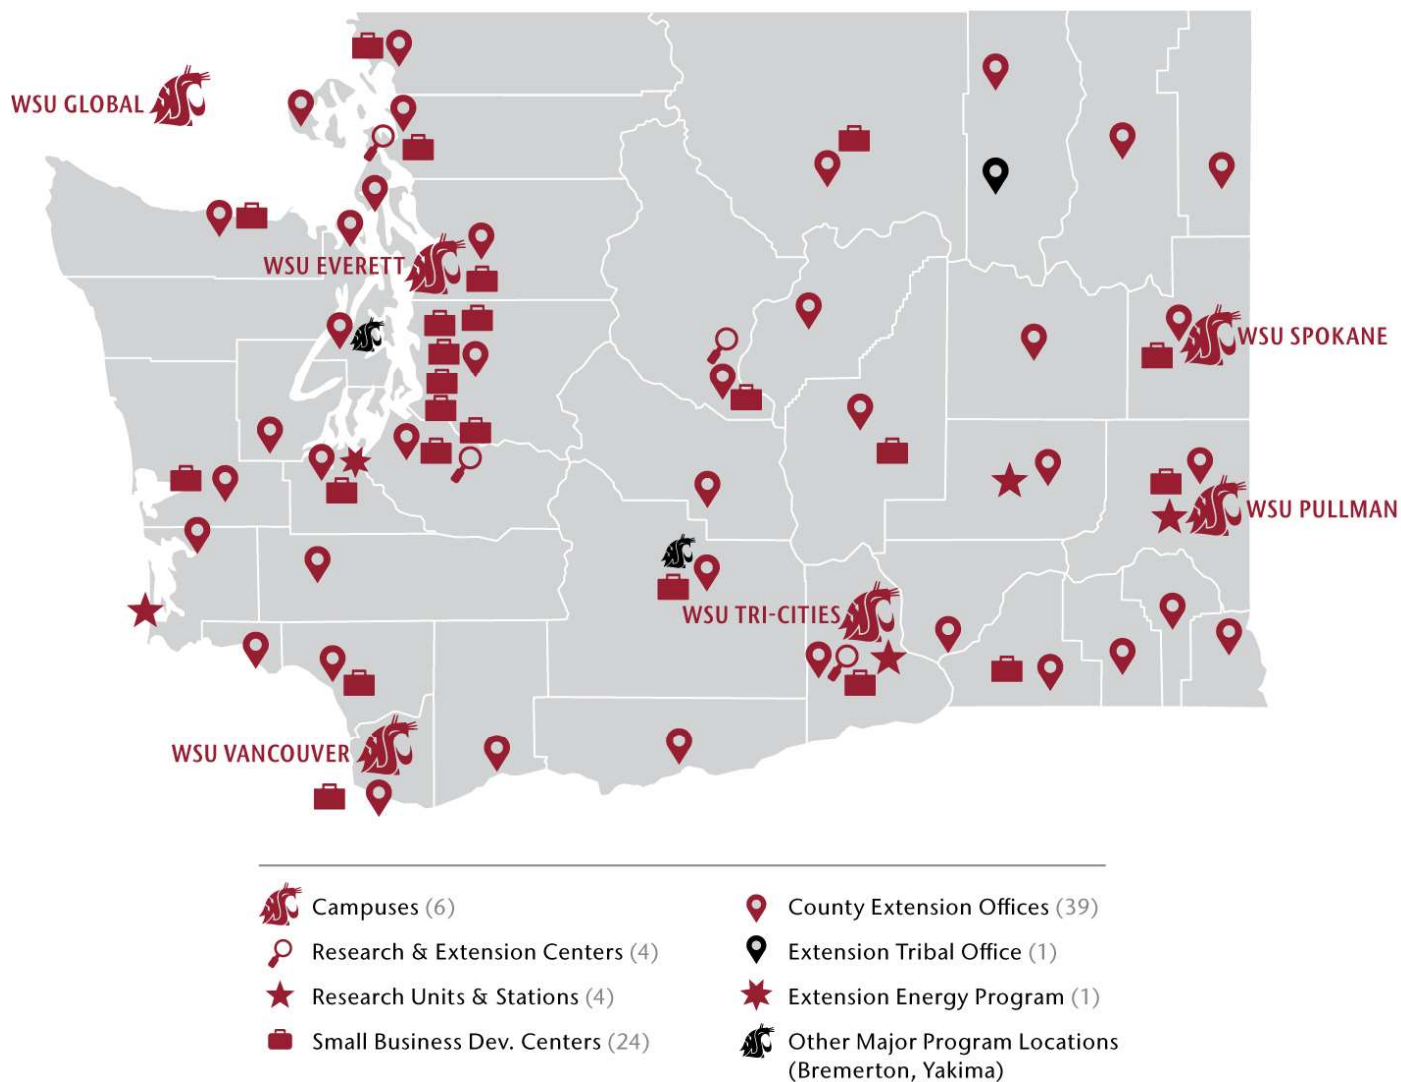 WSU GLOBAL
WSU EVERETT
WSU SPOKANE
WSU PULLMAN
WSU TRI-CITIES
WSU VANCOUVER
Campuses (6)
Research & Extension Centers (4)
Research Units & Stations (4)
Small Business Dev. Centers (24)
County Extension Offices (39)
Extension Tribal Office (1)
Extension Energy Program (1)
Other Major Program Locations
(Bremerton, Yakima)